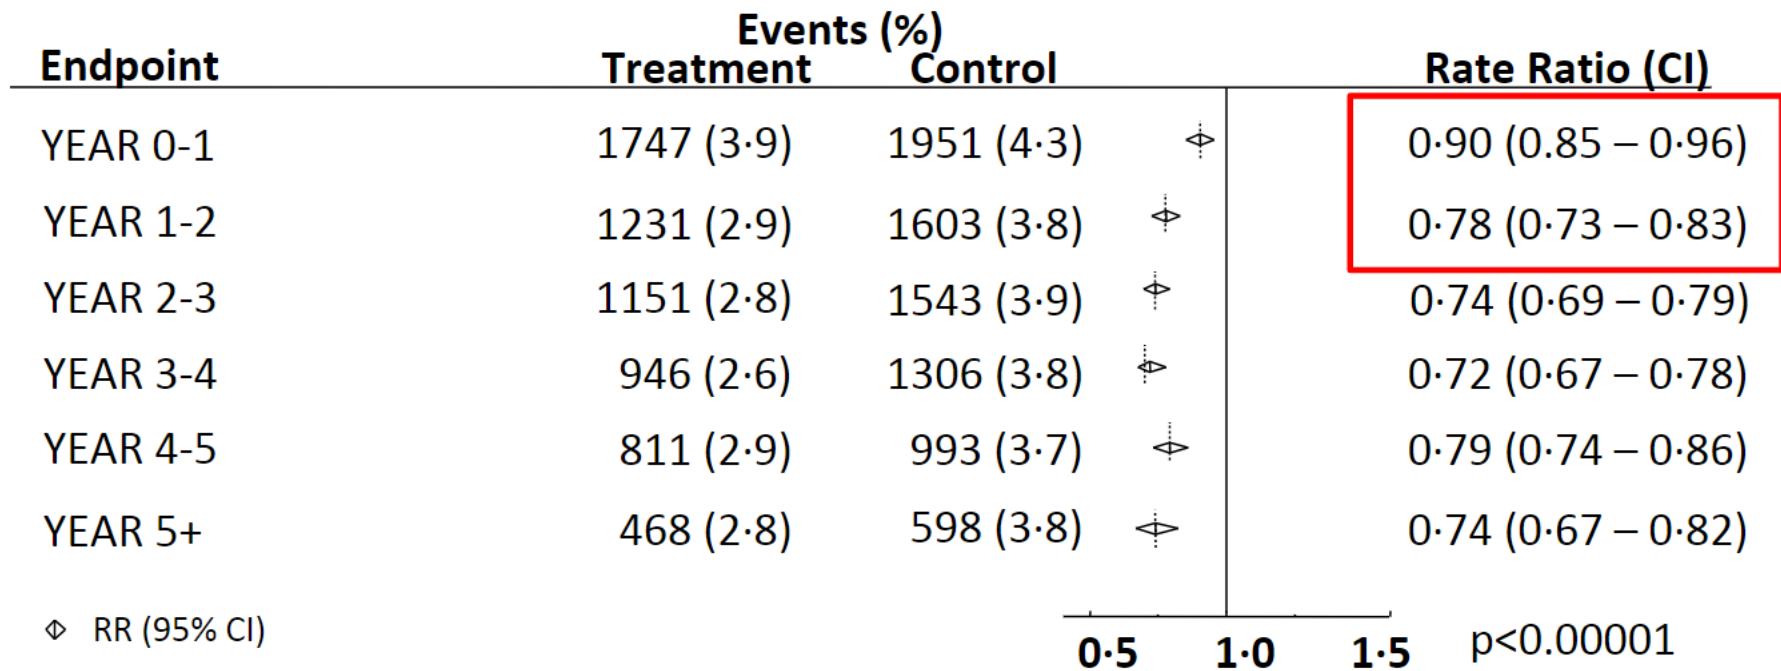 Events (%)
Endpoint Treatment Control Rate Ratio (CI)
YEAR 0-1 1747 (3·9) 1951 (4·3) 0·90 (0.85 – 0·96)
YEAR 1-2 1231 (2·9) 1603 (3·8) 0·78 (0·73 – 0·83)
YEAR 2-3 1151 (2·8) 1543 (3·9) 0·74 (0·69 – 0·79)
YEAR 3-4 946 (2·6) 1306 (3·8) 0·72 (0·67 – 0·78)
YEAR 4-5 811 (2·9) 993 (3·7) 0·79 (0·74 – 0·86)
YEAR 5+ 468 (2·8) 598 (3·8) 0·74 (0·67 – 0·82)
RR (95% CI) 0·5 1·0 1·5 p<0.00001